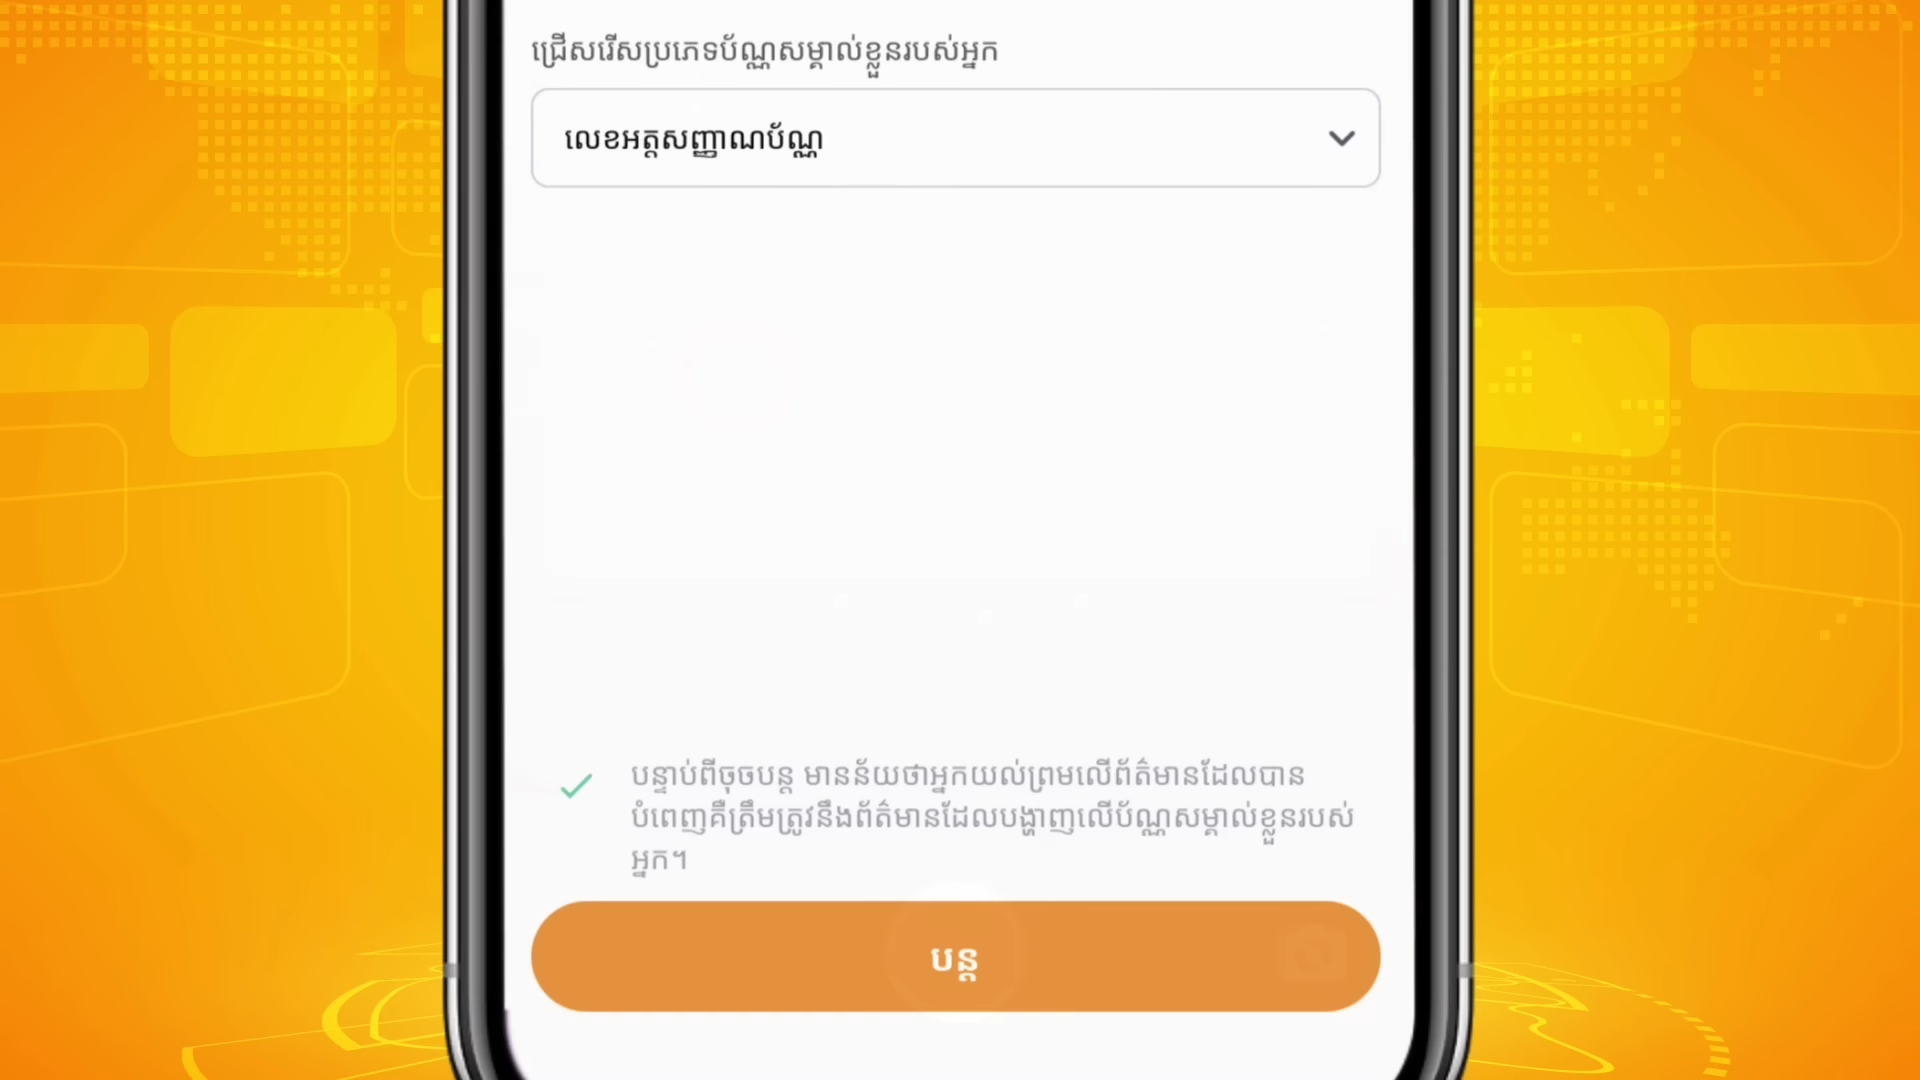 ជ្រើសរើសប្រភេទប័ណ្ណសម្គាល់ខ្លួនរបស់អ្នក
លេខអត្តសញ្ញាណប័ណ្ណ
បន្ទាប់ពីចុចបន្ត មានន័យថាអ្នកយល់ព្រមលើព័ត៌មានដែលបាន
បំពេញគឺត្រឹមត្រូវនឹងព័ត៌មានដែលបង្ហាញលើប័ណ្ណសម្គាល់ខ្លួនរបស់
អ្នក។
បន្ត